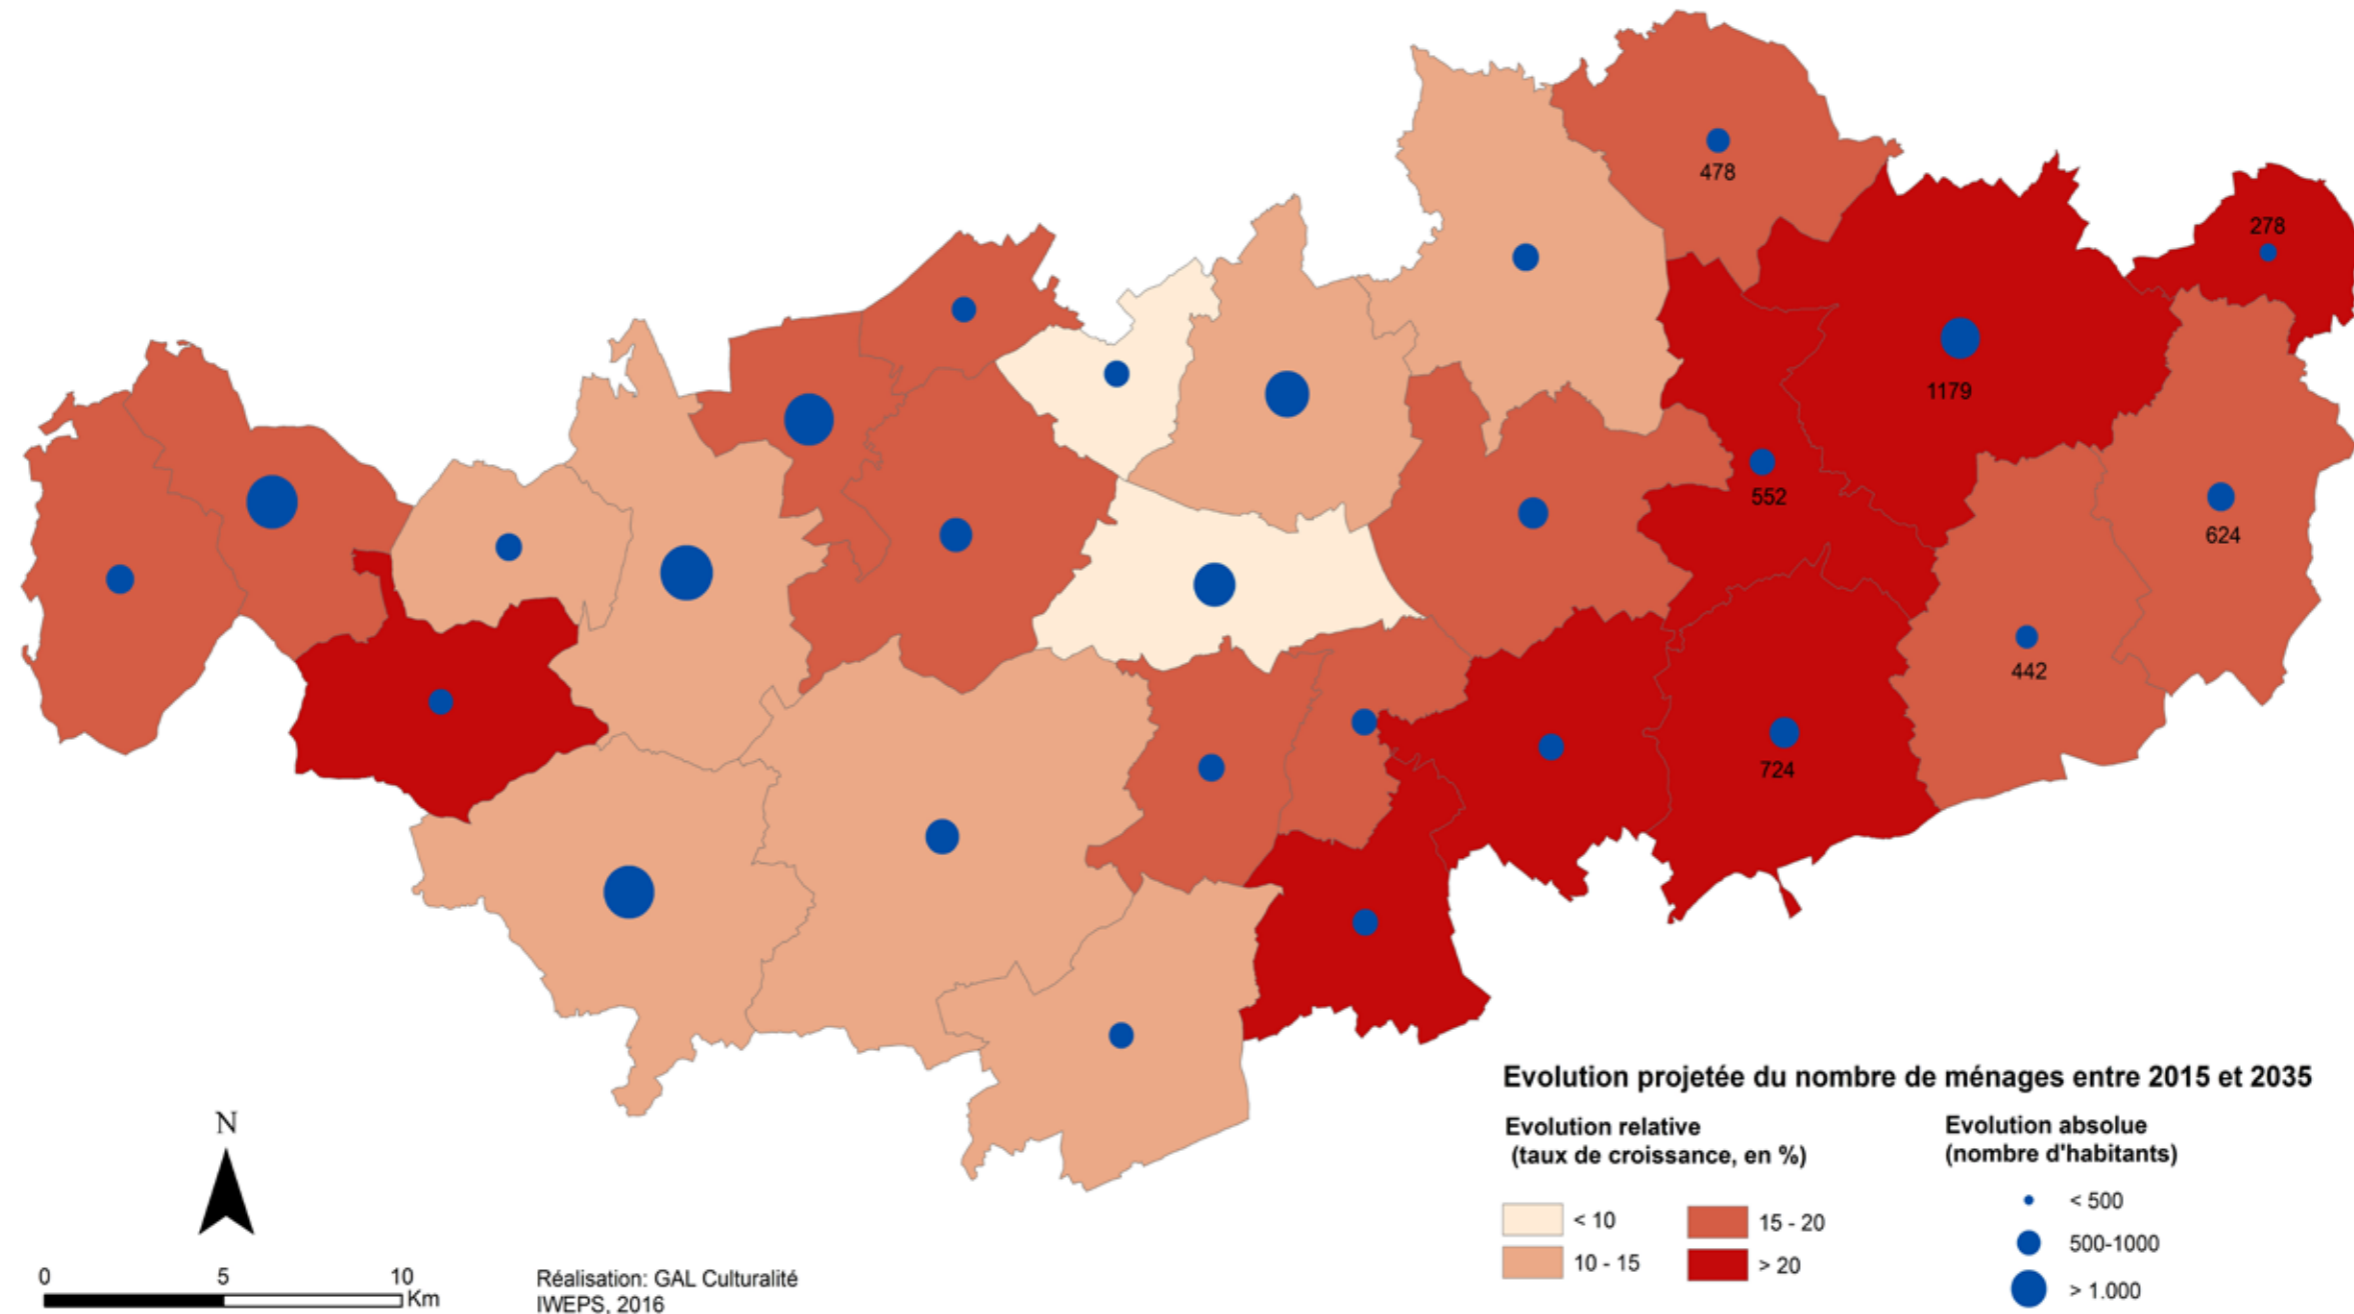 478
278
1179
552
624
442
724
Evolution projetée du nombre de ménages entre 2015 et 2035
Evolution relative
(taux de croissance, en %)
< 10
15 - 20
10 - 15
> 20
Evolution absolue
(nombre d'habitants)
< 500
500-1000
> 1.000
N
0 5 10
Km
Réalisation: GAL Culturalité
IWEPS, 2016